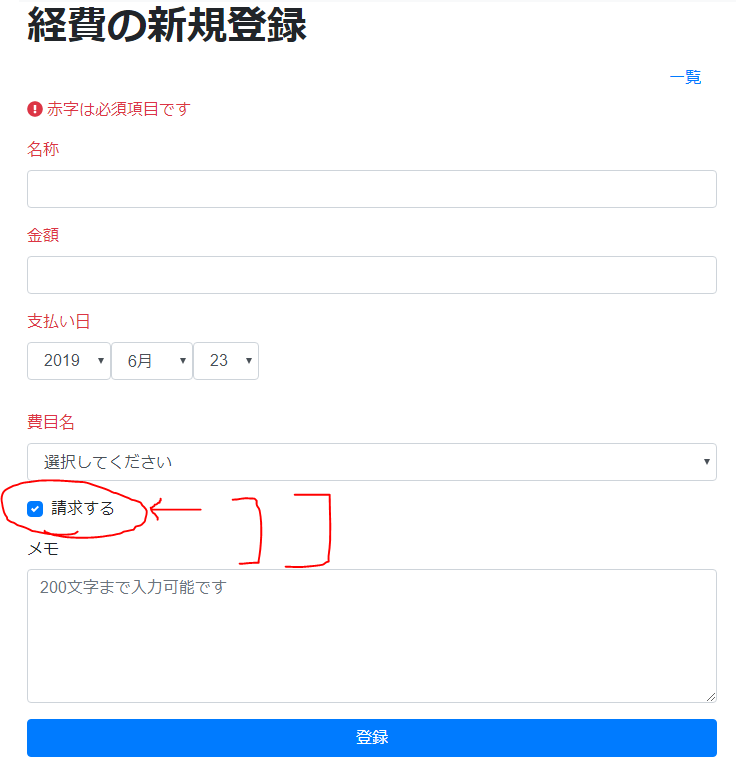 経費の新規登録
一覧
赤字は必須項目です
名称
金額
支払い日
2019 6月 23
費目名
選択してください
請求する
メモ
200文字まで入力可能です
登録